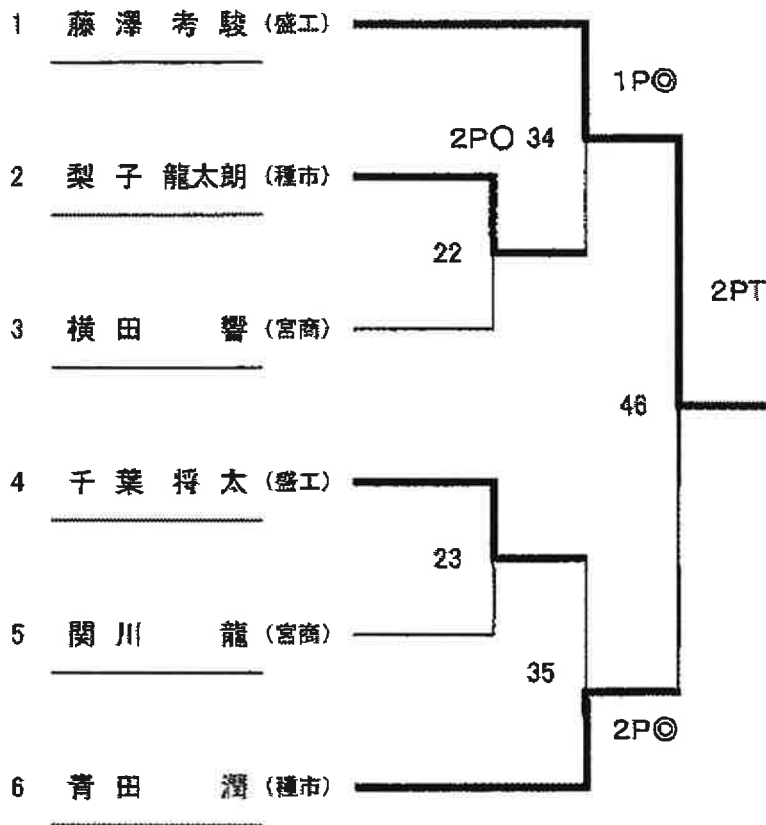 1 藤澤考駿 (盛工)
1P◎
2P○ 34
2 梨子龍太朗 (種市)
22
2PT
3 横田 響 (宮商)
46
4 千葉将太 (盛工)
23
5 関川 龍 (宮商)
35
2P◎
6 青田 潤 (種市)